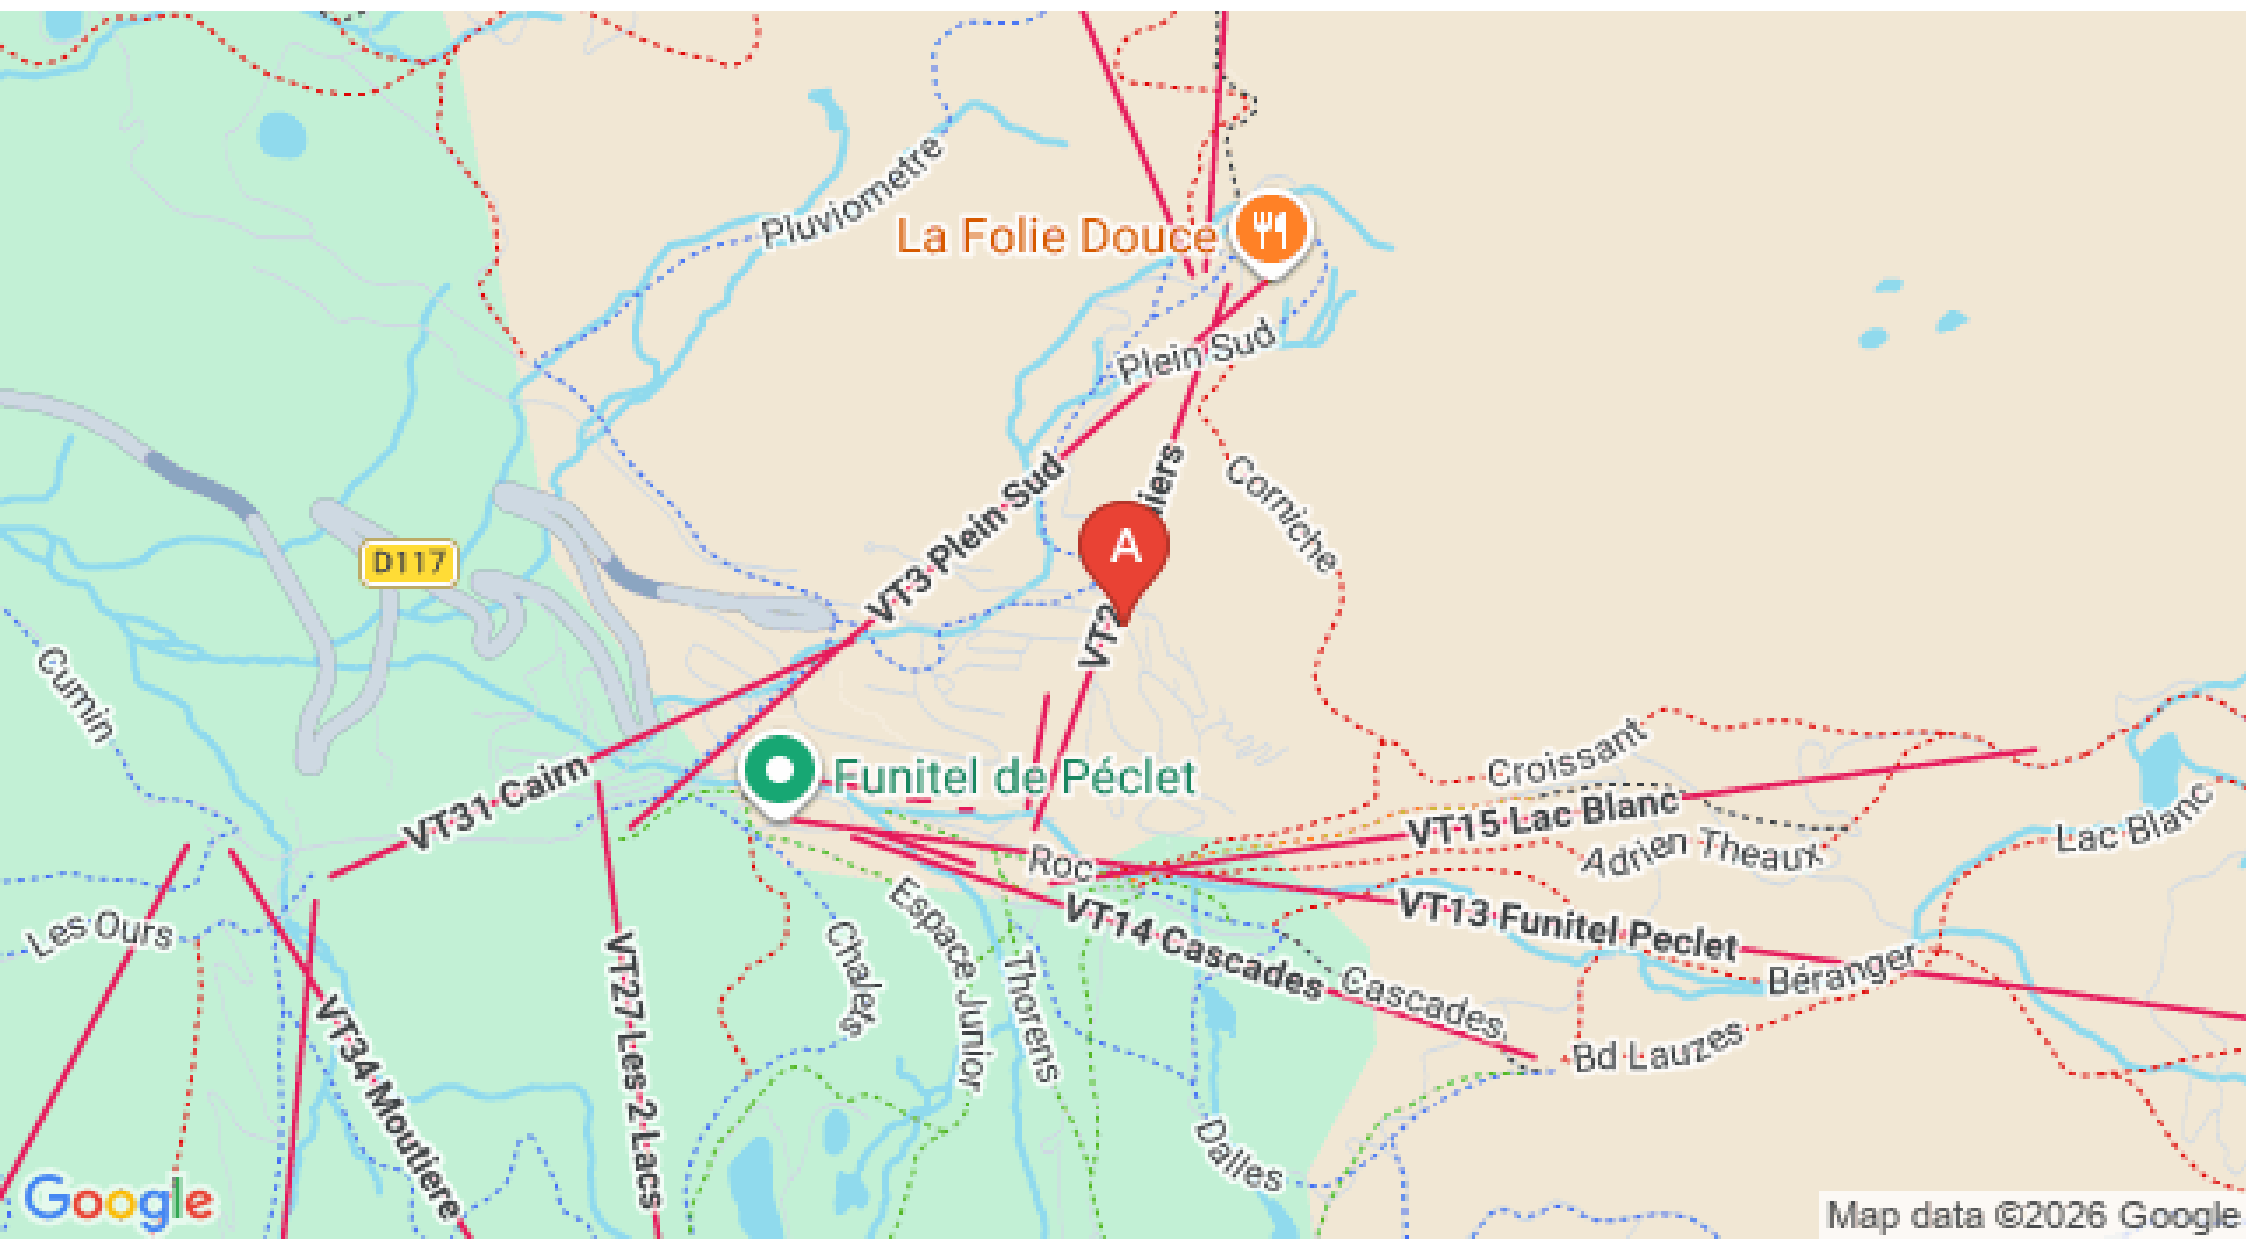 Pluviometre
La Folie Douce
Plein Sud
VT3 Plein Sud
Corniche
A
VT2
D117
Cumin
Funitel de Péclet
Croissant
VT31 Cairn
VT15 Lac Blanc
Adrien Theaux
Lac Blanc
Roc
VT13 Funitel Peclet
VT14 Cascades
Cascades
Béranger
Bd Lauzes
Les Ours
Espace Junior
Chalets
Thorens
VT27 Les 2 Lacs
VT34 Moutiere
Dalles
Google
Map data ©2026 Google